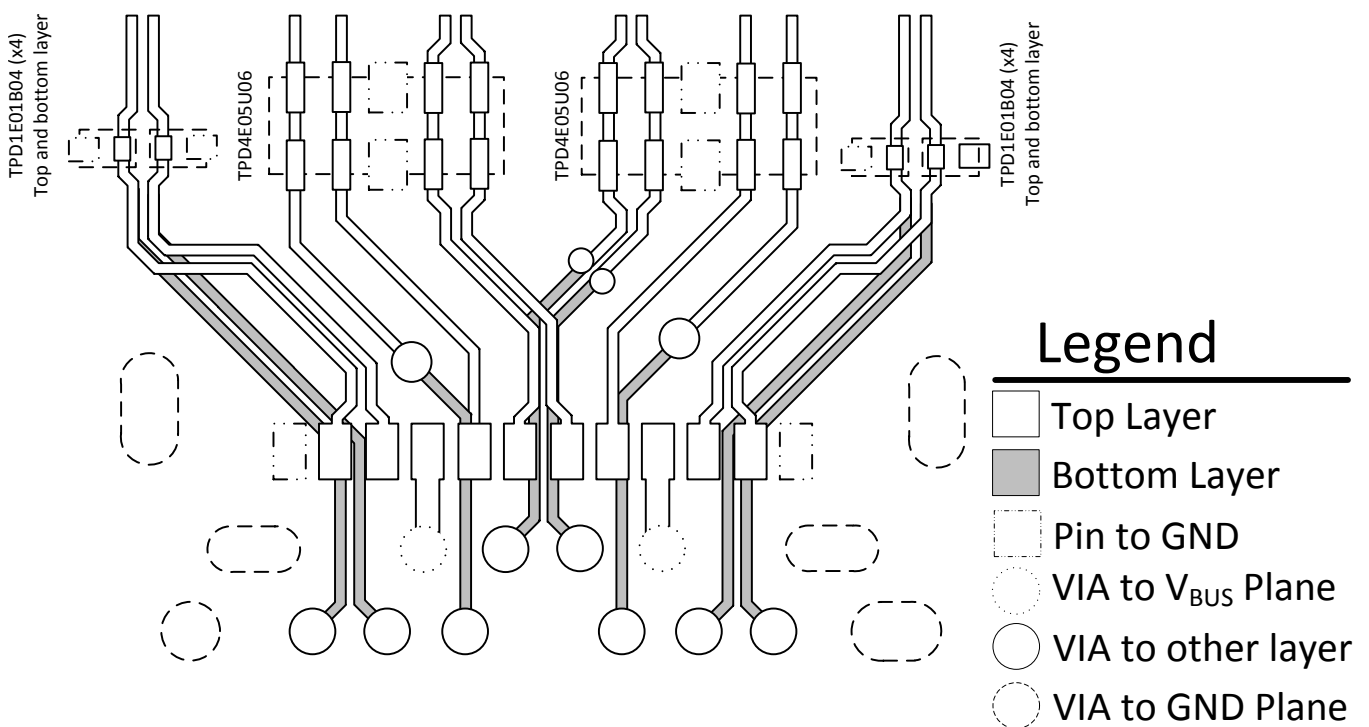 TPD1E01B04 (x4)
Top and bottom layer
TPD4E05U06
TPD4E05U06
TPD1E01B04 (x4)
Top and bottom layer
Legend
Top Layer
Bottom Layer
Pin to GND
VIA to VBUS Plane
VIA to other layer
VIA to GND Plane